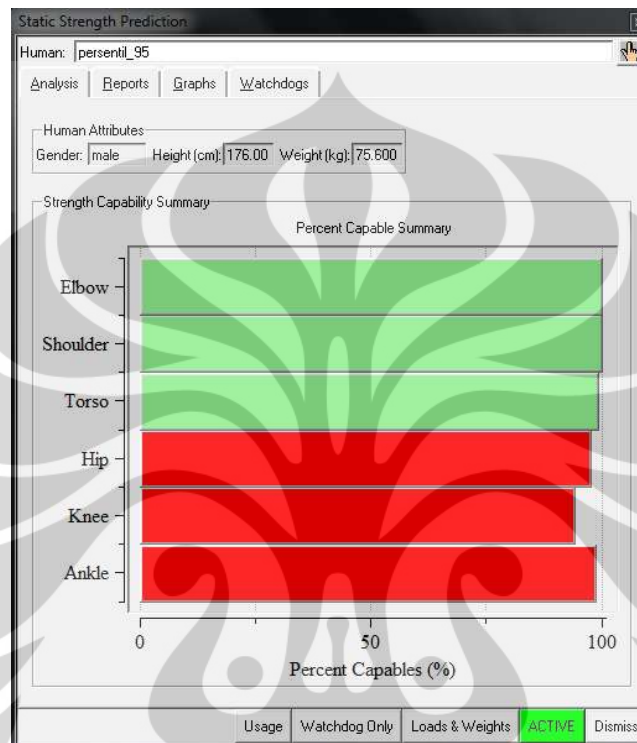 Static Strength Prediction
Human: persentil_95
Analysis Reports Graphs Watchdogs
Human Attributes
Gender: male Height (cm): 176.00 Weight (kg): 75.600
Strength Capability Summary
Percent Capable Summary
Elbow
Shoulder
Torso
Hip
Knee
Ankle
0 50 100
Percent Capables (%)
Usage Watchdog Only Loads & Weights ACTIVE Dismiss